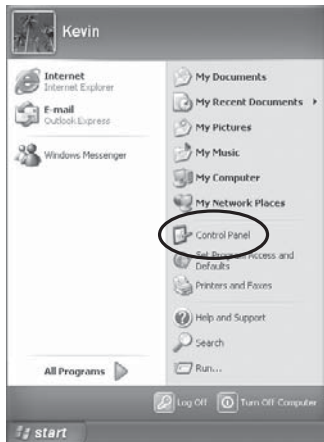 Kevin
Internet
Internet Explorer
E-mail
Outlook Express
Windows Messenger
All Programs
My Documents
My Recent Documents
My Pictures
My Music
My Computer
My Network Places
Control Panel
Set Program Access and
Defaults
Printers and Faxes
Help and Support
Search
Run...
Log Off
Turn Off Computer
start